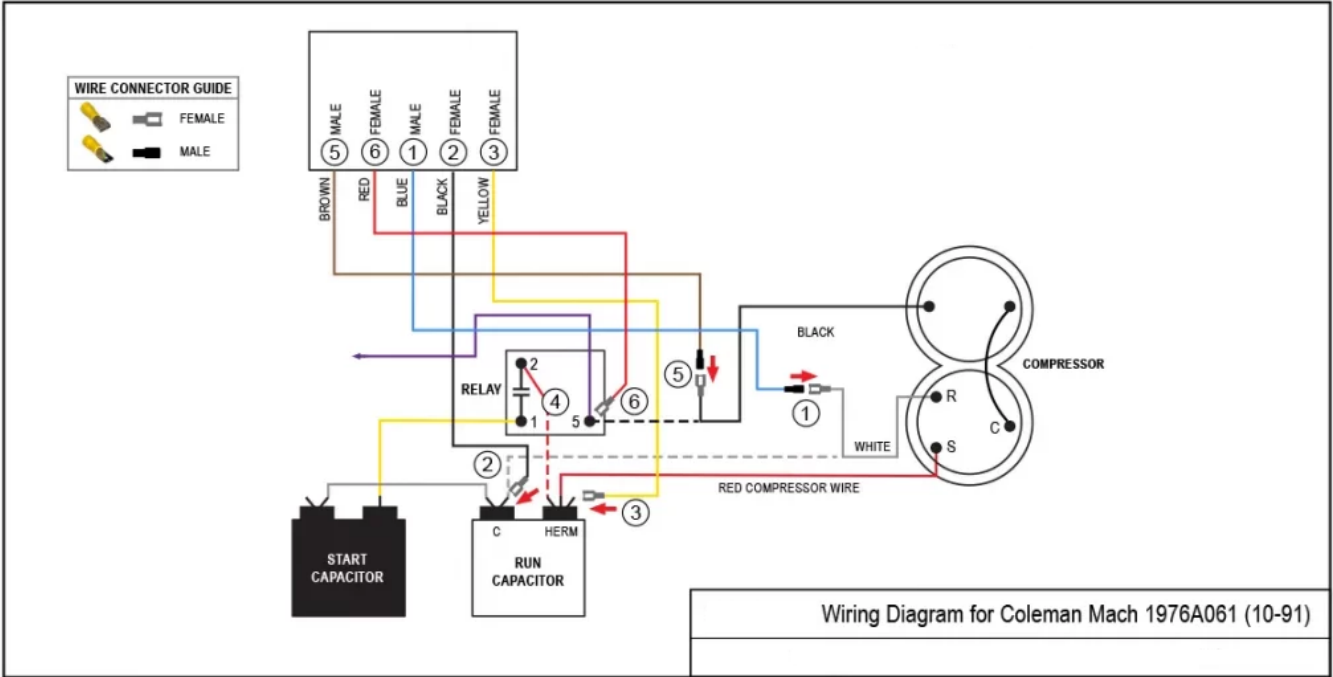 WIRE CONNECTOR GUIDE
FEMALE
MALE
MALE
FEMALE
MALE
FEMALE
FEMALE
5
6
1
2
3
BROWN
RED
BLUE
BLACK
YELLOW
BLACK
COMPRESSOR
RELAY
2
4
1
5
6
5
1
R
C
S
WHITE
2
RED COMPRESSOR WIRE
3
C
HERM
START
CAPACITOR
RUN
CAPACITOR
Wiring Diagram for Coleman Mach 1976A061 (10-91)